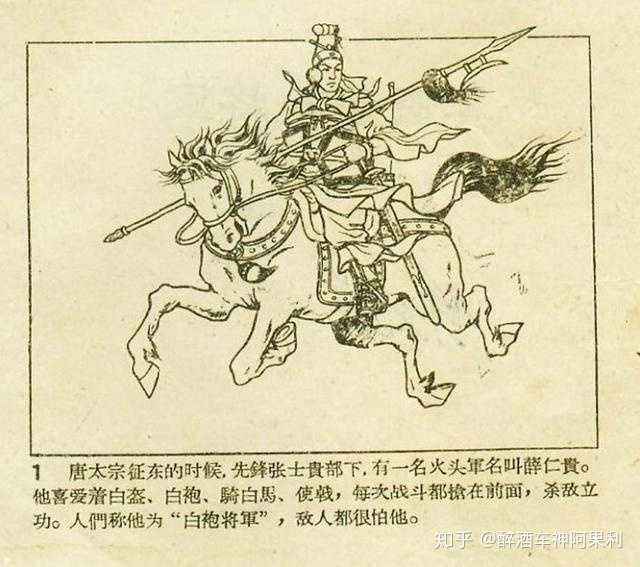 1 唐太宗征东的时候，先鋒张士貴部下，有一名火头軍名叫薛仁貴。
他喜爱着白盔、白袍、騎白馬、使戟，每次战斗都搶在前面，杀敌立
功。人們称他为“白袍将軍”，敌人都很怕他。
知乎 @醉酒车神阿果利